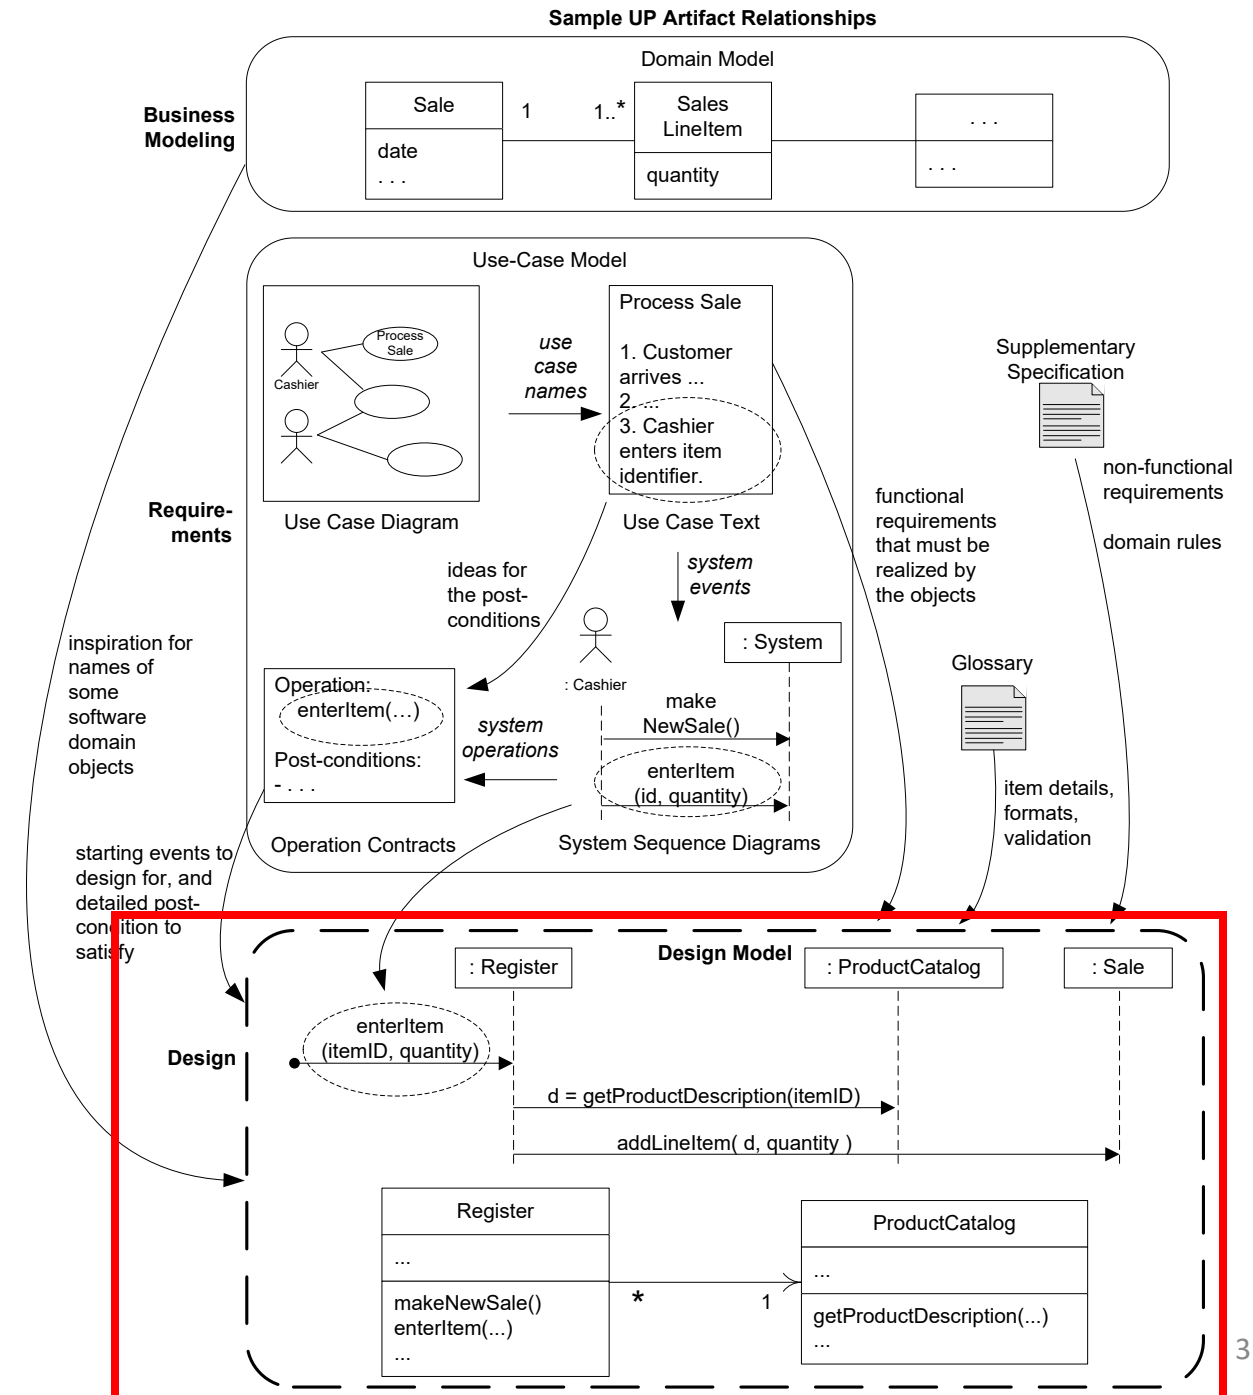 Sample UP Artifact Relationships
Domain Model
Business
Modeling
Sale
date
. . .
1
1..*
Sales
LineItem
quantity
. . .
. . .
Use-Case Model
Require-
ments
Process
Sale
Cashier
Use Case Diagram
use
case
names
Process Sale
1. Customer
arrives ...
2. ...
3. Cashier
enters item
identifier.
Use Case Text
Supplementary
Specification
non-functional
requirements
domain rules
functional
requirements
that must be
realized by
the objects
ideas for
the post-
conditions
system
events
inspiration for
names of
some
software
domain
objects
: Cashier
: System
make
NewSale()
enterItem
(id, quantity)
System Sequence Diagrams
Operation:
enterItem(…)
Post-conditions:
- . . .
Operation Contracts
system
operations
Glossary
item details,
formats,
validation
starting events to
design for, and
detailed post-
condition to
satisfy
Design Model
Design
: Register
: ProductCatalog
: Sale
enterItem
(itemID, quantity)
d = getProductDescription(itemID)
addLineItem( d, quantity )
Register
...
makeNewSale()
enterItem(...)
...
*
1
ProductCatalog
...
getProductDescription(...)
...
3